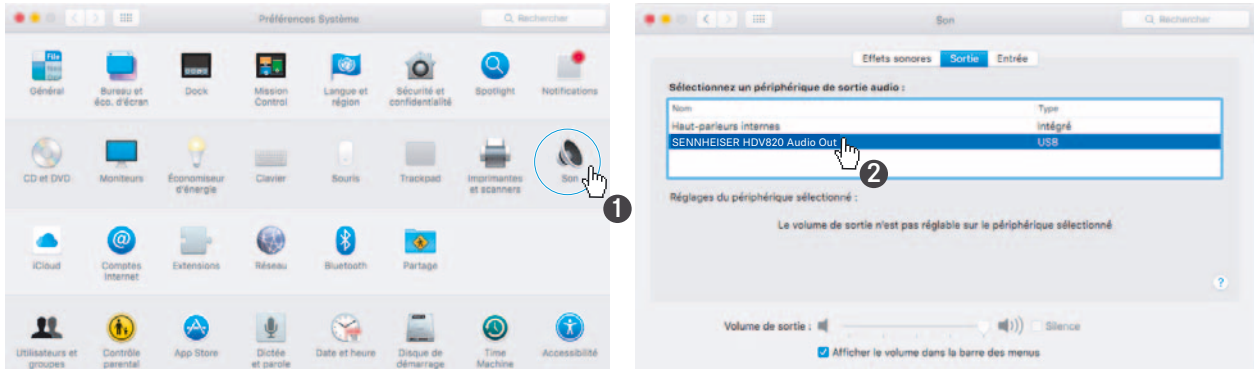 Préférences Système
Rechercher
File
Général
Bureau et
éco. d'écran
Dock
Mission
Control
Langue et
région
Sécurité et
confidentialité
Spotlight
Notifications
CD et DVD
Moniteurs
Économiseur
d'énergie
Clavier
Souris
Trackpad
Imprimantes
et scanners
Son
1
iCloud
Comptes
Internet
Extensions
Réseau
Bluetooth
Partage
Utilisateurs et
groupes
Contrôle
parental
App Store
Dictée
et parole
Date et heure
Disque de
démarrage
Time
Machine
Accessibilité
Son
Rechercher
Effets sonores Sortie Entrée
Sélectionnez un périphérique de sortie audio :
Nom Type
Haut-parleurs internes Intégré
SENNHEISER HDV820 Audio Out USB
2
Réglages du périphérique sélectionné :
Le volume de sortie n'est pas réglable sur le périphérique sélectionné
?
Volume de sortie : Silence
Afficher le volume dans la barre des menus